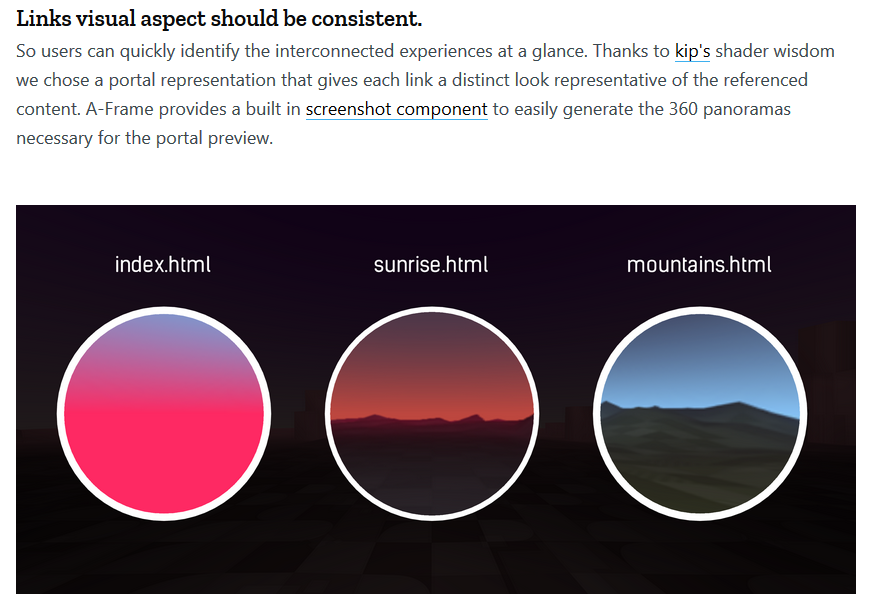 Links visual aspect should be consistent.
So users can quickly identify the interconnected experiences at a glance. Thanks to kip's shader wisdom
we chose a portal representation that gives each link a distinct look representative of the referenced
content. A-Frame provides a built in screenshot component to easily generate the 360 panoramas
necessary for the portal preview.
index.html
sunrise.html
mountains.html